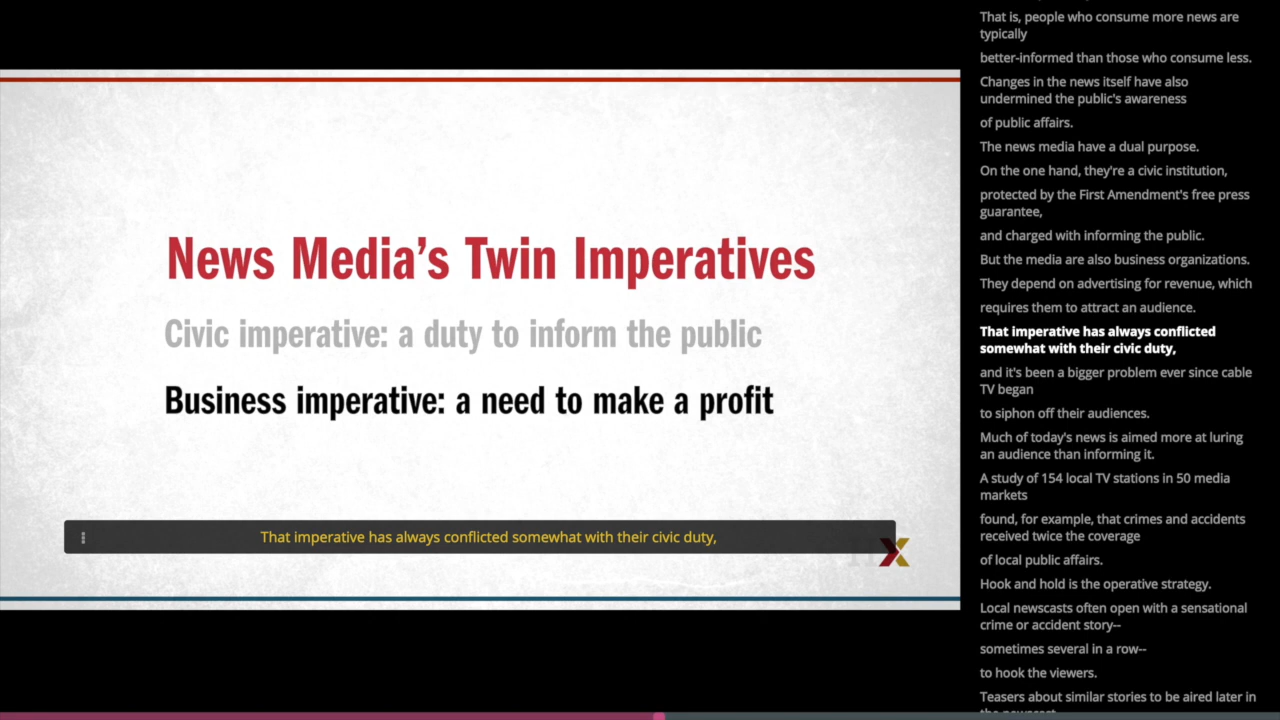 News Media's Twin Imperatives
Civic imperative: a duty to inform the public
Business imperative: a need to make a profit
That imperative has always conflicted somewhat with their civic duty,
X
That is, people who consume more news are
typically
better-informed than those who consume less.
Changes in the news itself have also
undermined the public's awareness
of public affairs.
The news media have a dual purpose.
On the one hand, they're a civic institution,
protected by the First Amendment's free press
guarantee,
and charged with informing the public.
But the media are also business organizations.
They depend on advertising for revenue, which
requires them to attract an audience.
That imperative has always conflicted
somewhat with their civic duty,
and it's been a bigger problem ever since cable
TV began
to siphon off their audiences.
Much of today's news is aimed more at luring
an audience than informing it.
A study of 154 local TV stations in 50 media
markets
found, for example, that crimes and accidents
received twice the coverage
of local public affairs.
Hook and hold is the operative strategy.
Local newscasts often open with a sensational
crime or accident story--
sometimes several in a row--
to hook the viewers.
Teasers about similar stories to be aired later in